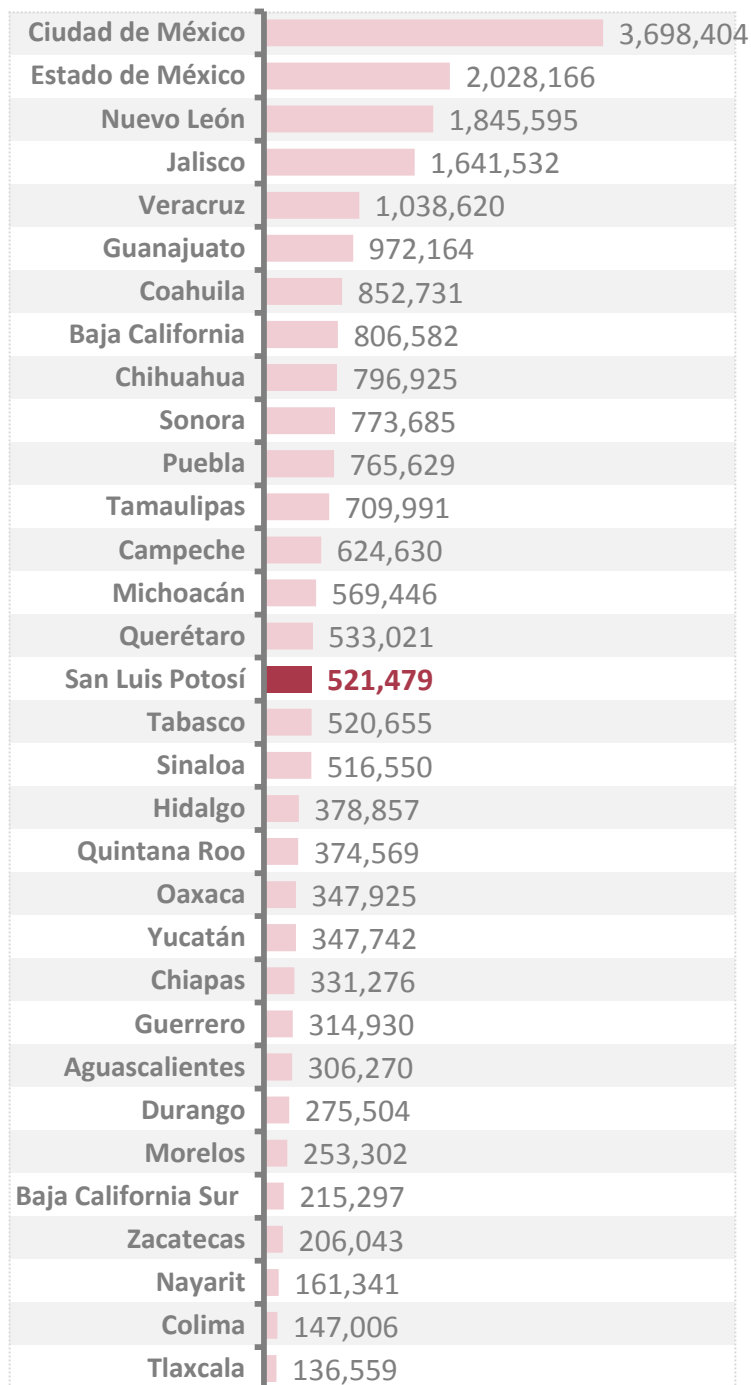 Ciudad de México 3,698,404
Estado de México 2,028,166
Nuevo León 1,845,595
Jalisco 1,641,532
Veracruz 1,038,620
Guanajuato 972,164
Coahuila 852,731
Baja California 806,582
Chihuahua 796,925
Sonora 773,685
Puebla 765,629
Tamaulipas 709,991
Campeche 624,630
Michoacán 569,446
Querétaro 533,021
San Luis Potosí 521,479
Tabasco 520,655
Sinaloa 516,550
Hidalgo 378,857
Quintana Roo 374,569
Oaxaca 347,925
Yucatán 347,742
Chiapas 331,276
Guerrero 314,930
Aguascalientes 306,270
Durango 275,504
Morelos 253,302
Baja California Sur 215,297
Zacatecas 206,043
Nayarit 161,341
Colima 147,006
Tlaxcala 136,559